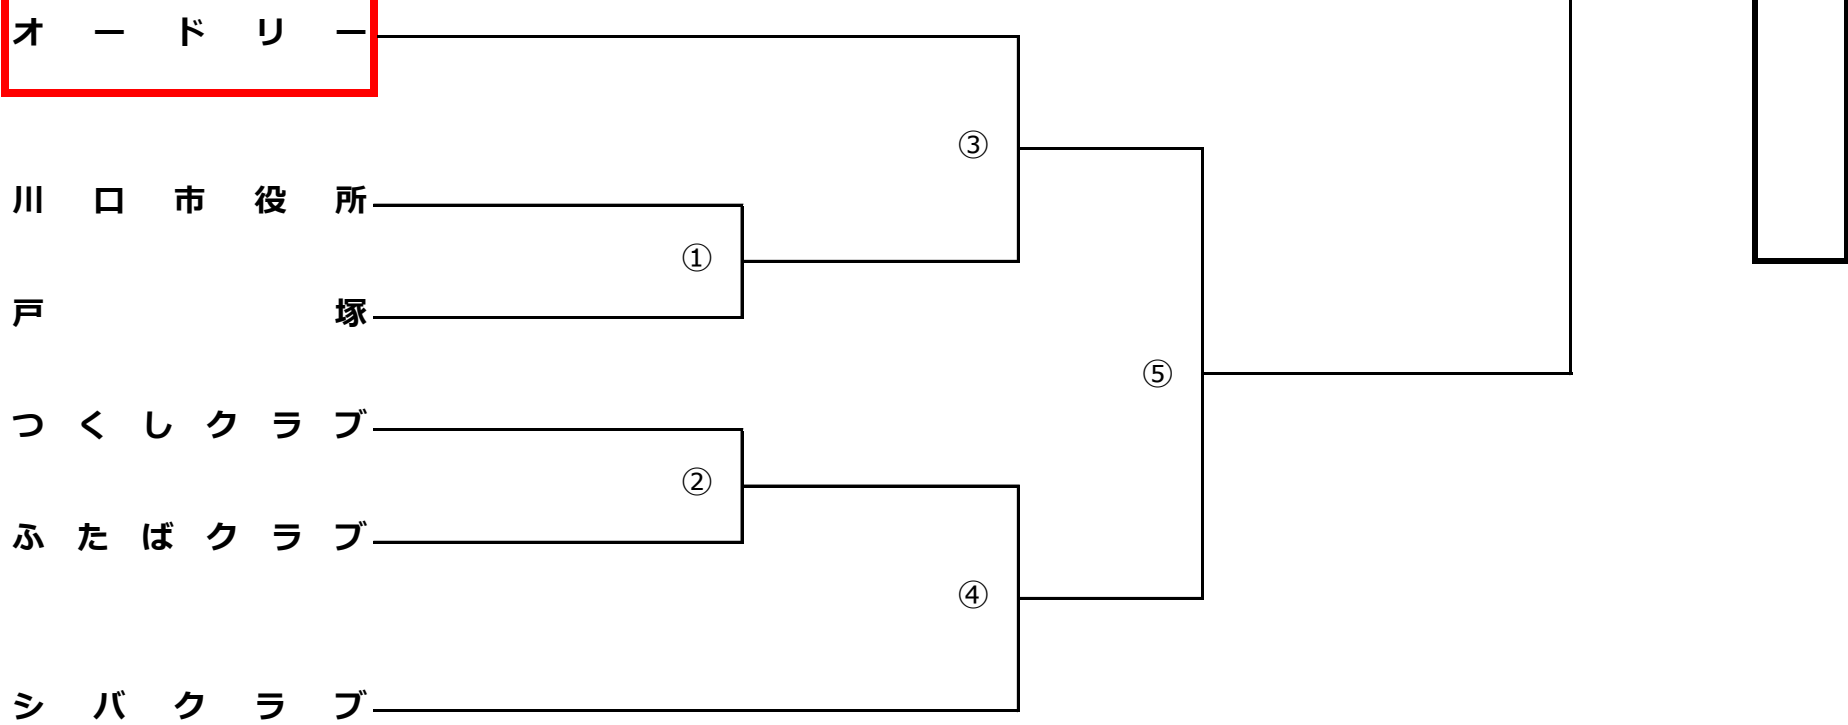 オードリー
③
川口市役所
①
戸塚
⑤
つくしクラブ
②
ふたばクラブ
④
シバクラブ